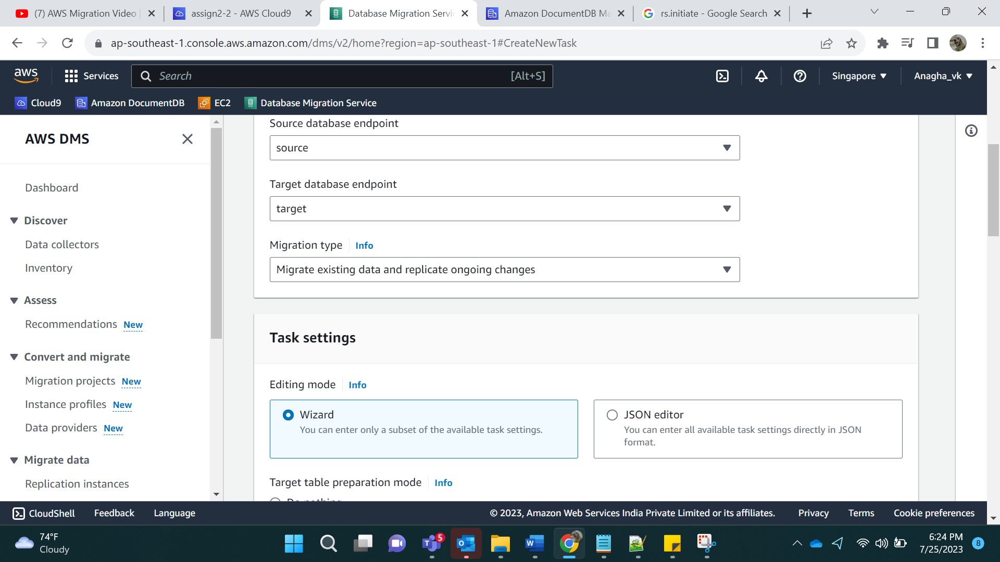 (7) AWS Migration Video
assign2-2 - AWS Cloud9
Database Migration Servic
Amazon DocumentDB Ma
rs.initiate - Google Search
ap-southeast-1.console.aws.amazon.com/dms/v2/home?region=ap-southeast-1#CreateNewTask
aws
Services
Search
[Alt+S]
Singapore
Anagha_vk
Cloud9
Amazon DocumentDB
EC2
Database Migration Service
AWS DMS
Dashboard
Discover
Data collectors
Inventory
Assess
Recommendations New
Convert and migrate
Migration projects New
Instance profiles New
Data providers New
Migrate data
Replication instances
Source database endpoint
source
Target database endpoint
target
Migration type Info
Migrate existing data and replicate ongoing changes
Task settings
Editing mode Info
Wizard
You can enter only a subset of the available task settings.
JSON editor
You can enter all available task settings directly in JSON
format.
Target table preparation mode Info
Do nothing
CloudShell
Feedback
Language
© 2023, Amazon Web Services India Private Limited or its affiliates.
Privacy
Terms
Cookie preferences
74°F
Cloudy
5
6:24 PM
7/25/2023
8